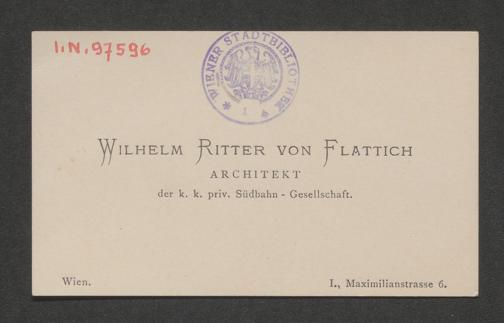 I.N. 97596
WIENER STADTBIBLIOTHEK
WILHELM RITTER VON FLATTICH
ARCHITEKT
der k. k. priv. Südbahn - Gesellschaft.
Wien. I., Maximilianstrasse 6.